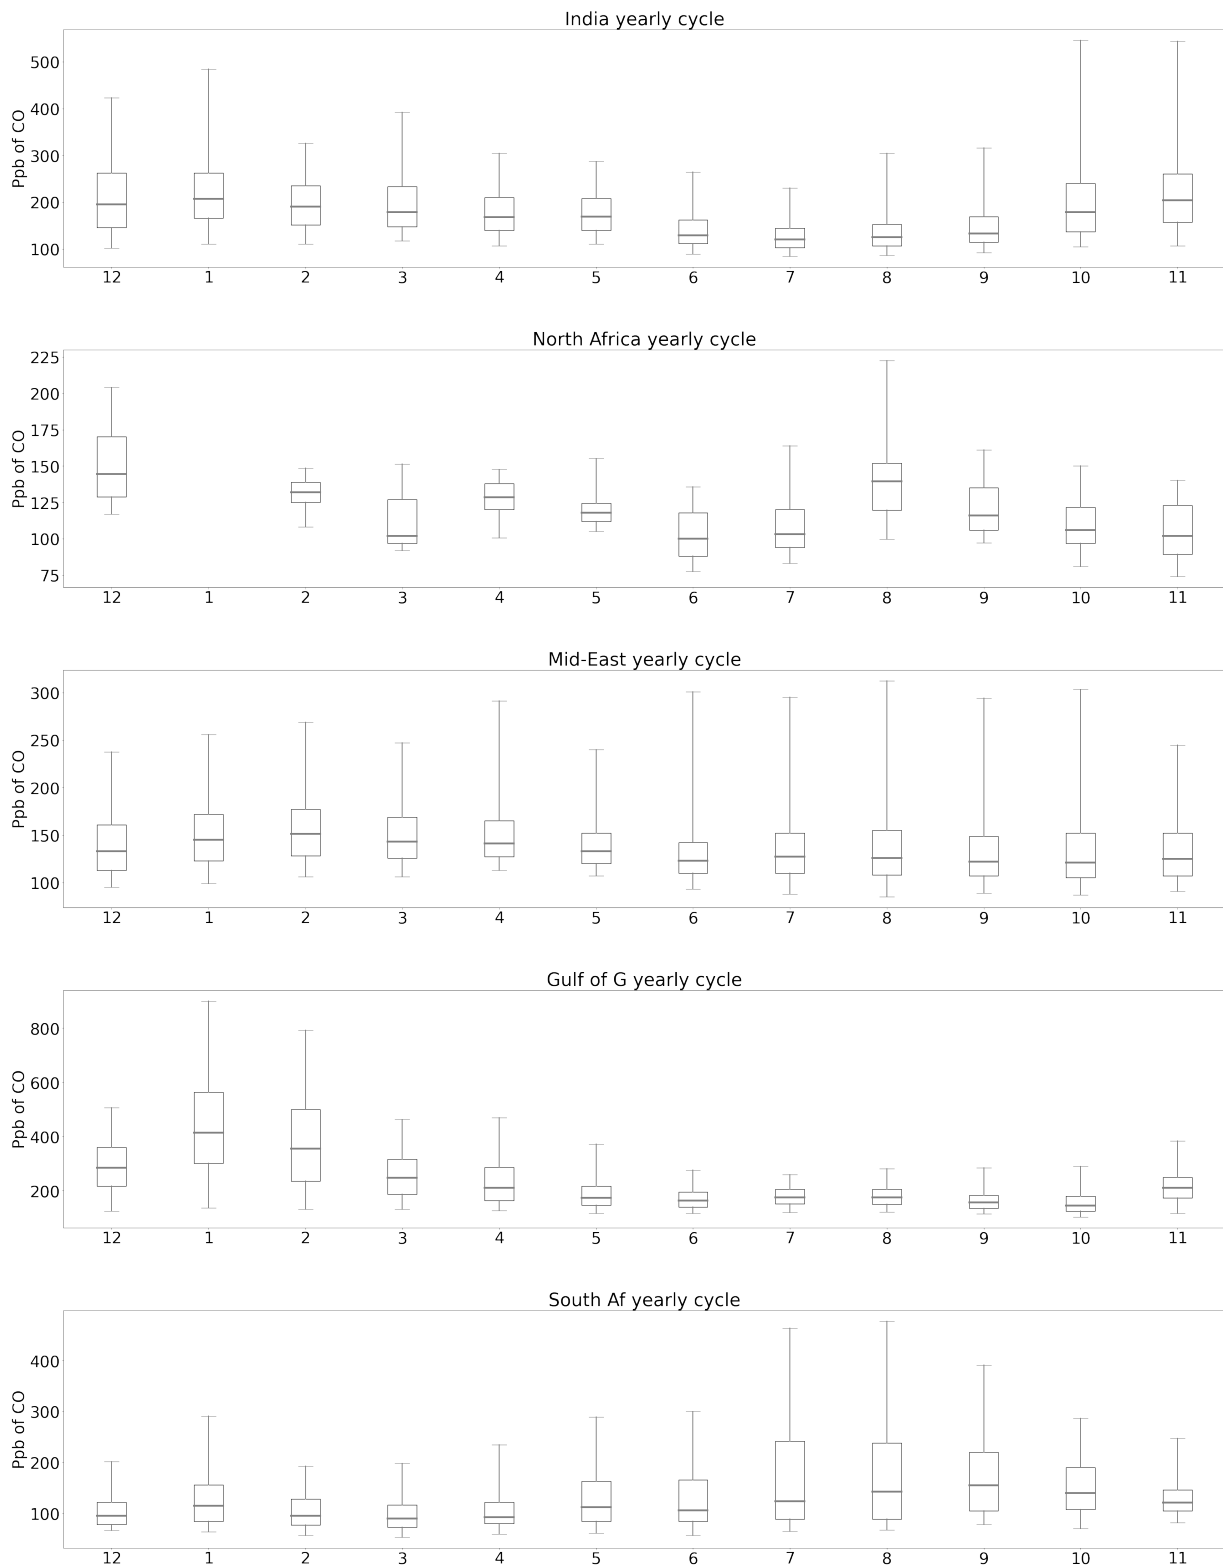 India yearly cycle
Ppb of CO
500
400
300
200
100
12 1 2 3 4 5 6 7 8 9 10 11
North Africa yearly cycle
Ppb of CO
225
200
175
150
125
100
75
12 1 2 3 4 5 6 7 8 9 10 11
Mid-East yearly cycle
Ppb of CO
300
250
200
150
100
12 1 2 3 4 5 6 7 8 9 10 11
Gulf of G yearly cycle
Ppb of CO
800
600
400
200
12 1 2 3 4 5 6 7 8 9 10 11
South Af yearly cycle
Ppb of CO
400
300
200
100
12 1 2 3 4 5 6 7 8 9 10 11